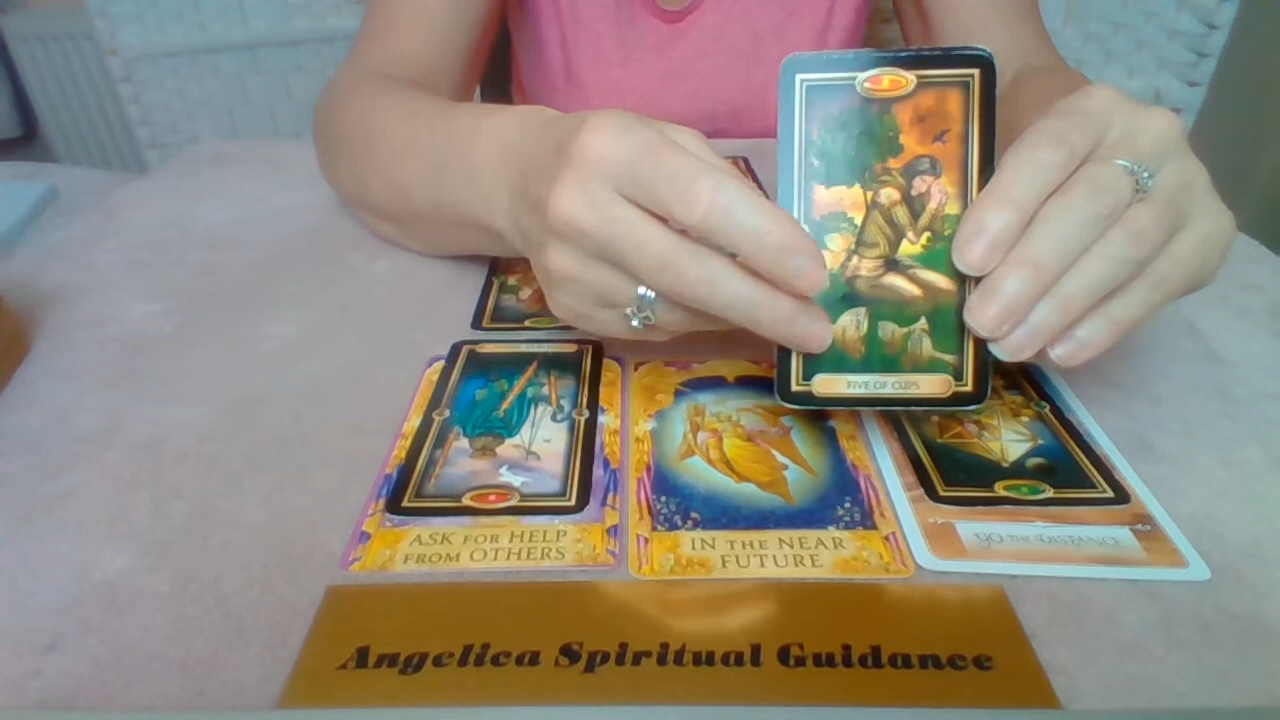 FIVE OF CUPS
ASK FOR HELP
FROM OTHERS
IN THE NEAR
FUTURE
GO THE DISTANCE
Angelica Spiritual Guidance